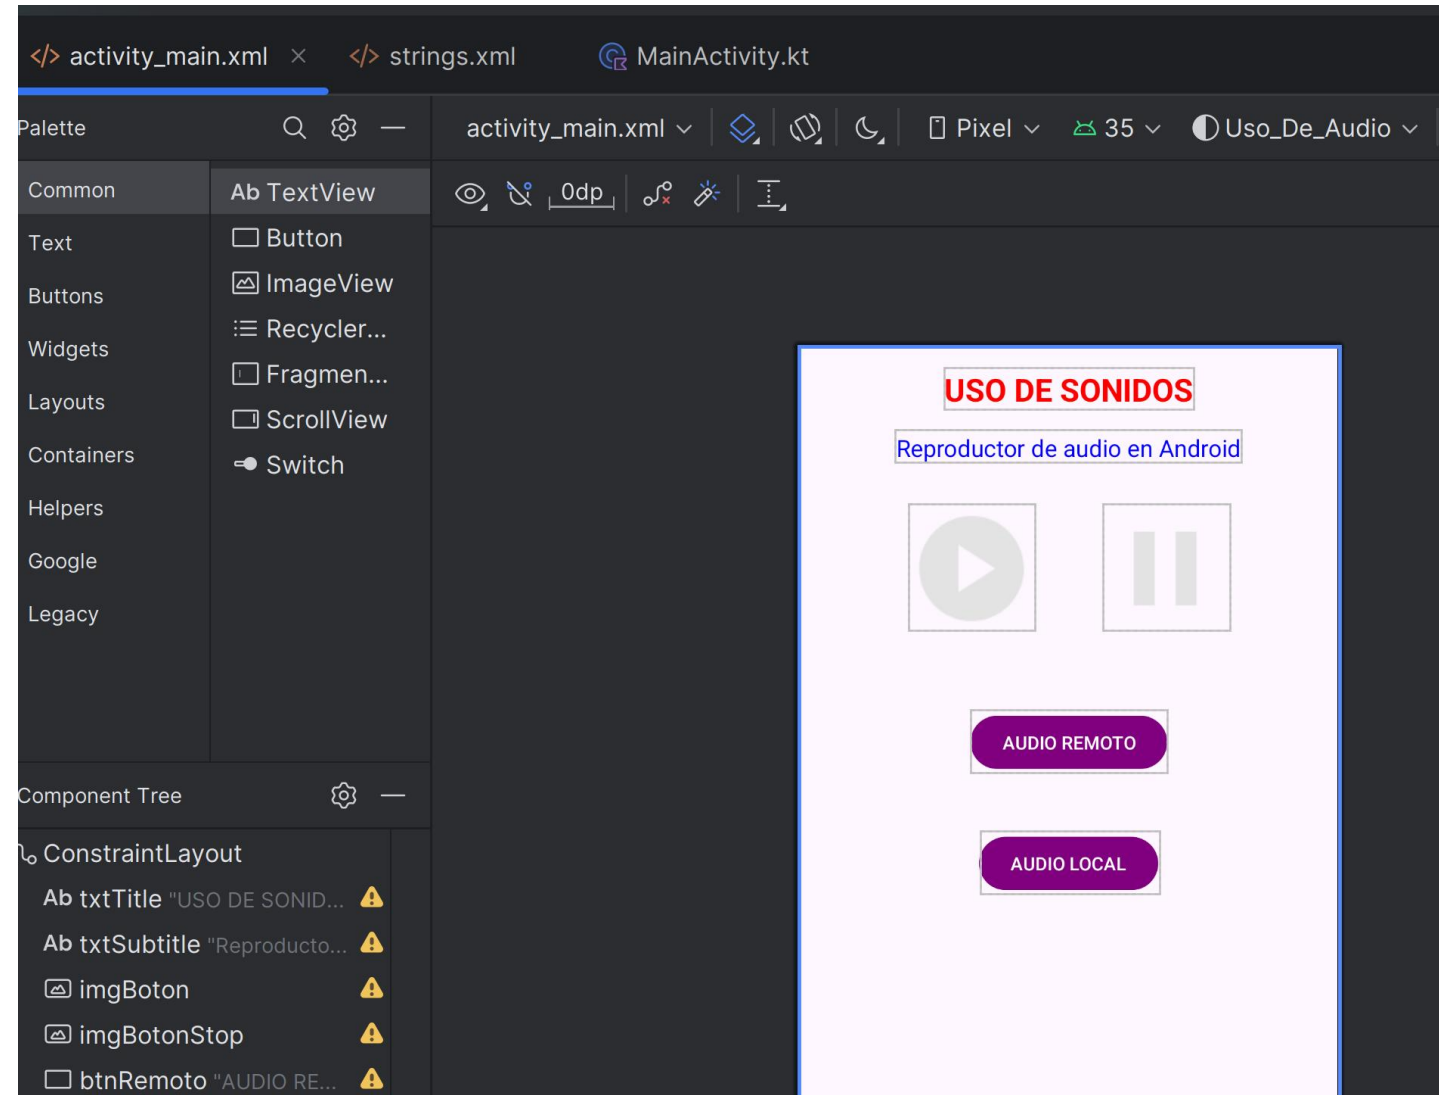 activity_main.xml
strings.xml
MainActivity.kt
Palette
activity_main.xml
Pixel
35
Uso_De_Audio
Common
Text
Buttons
Widgets
Layouts
Containers
Helpers
Google
Legacy
Ab TextView
Button
ImageView
Recycler...
Fragmen...
ScrollView
Switch
0dp
USO DE SONIDOS
Reproductor de audio en Android
AUDIO REMOTO
AUDIO LOCAL
Component Tree
ConstraintLayout
Ab txtTitle "USO DE SONID...
Ab txtSubtitle "Reproducto...
imgBoton
imgBotonStop
btnRemoto "AUDIO RE...